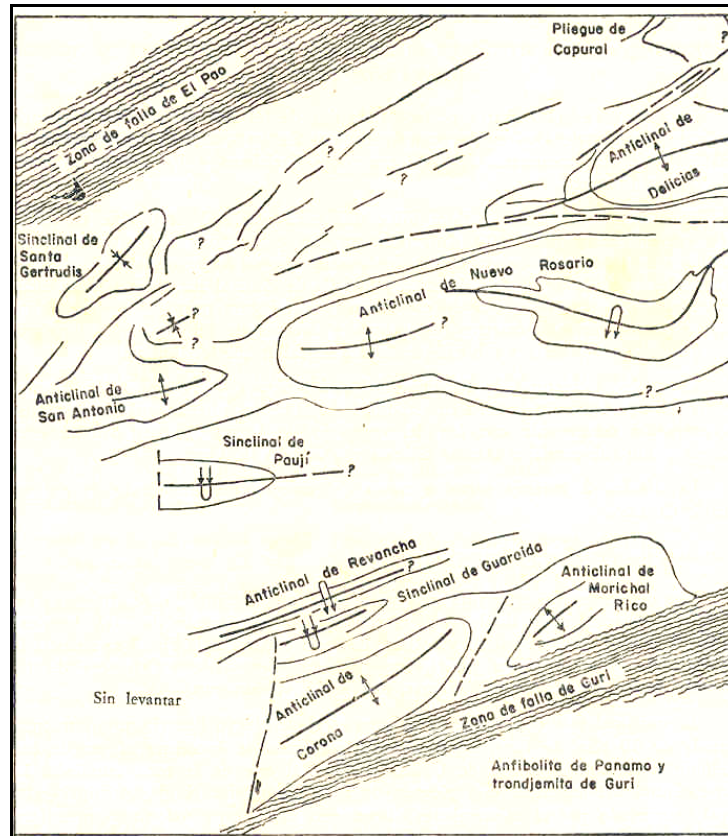 Pliegue de
Capural
?
Zona de falla de El Pao
?
?
Anticlinal de
Delicias
Sinclinal de
Santa
Gertrudis
?
Anticlinal de Nuevo Rosario
?
?
?
Anticlinal de
San Antonio
?
Sinclinal de
Paují
?
Anticlinal de Revancha
?
Sinclinal de Guareida
Anticlinal de
Morichal
Rico
Sin levantar
Anticlinal de
Corona
Zona de falla de Guri
Anfibolita de Panamo y
trondjemita de Guri